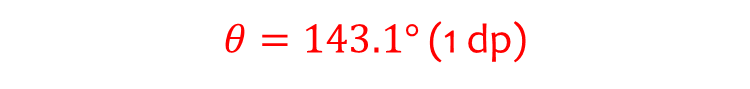 θ = 143.1° (1 dp)